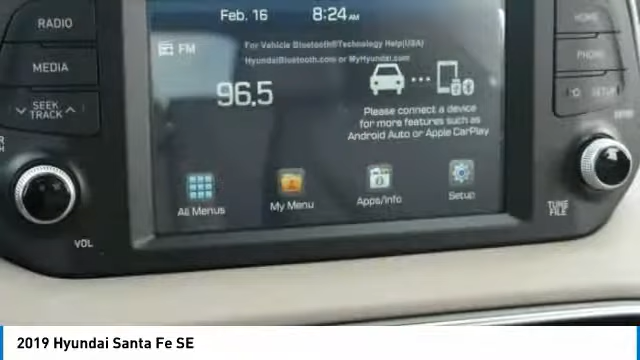 RADIO
MEDIA
SEEK
TRACK
VOL
Feb. 16 8:24 AM
FM
For Vehicle Bluetooth®Technology Help(USA)
HyundaiBluetooth.com or MyHyundai.com
96.5
Please connect a device
for more features such as
Android Auto or Apple CarPlay
All Menus My Menu Apps/Info Setup
HOME
PHONE
SETUP
TUNE
FILE
2019 Hyundai Santa Fe SE